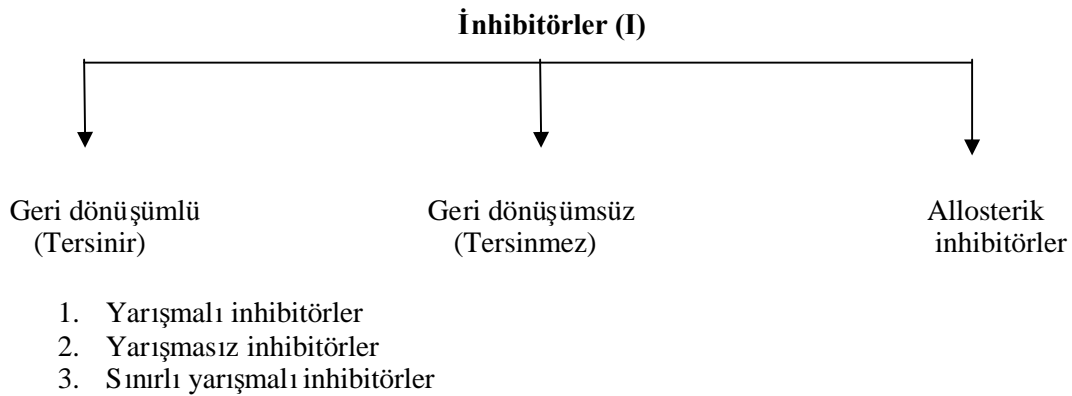 İnhibitörler (I)
Geri dönüşümlü
(Tersinir)
Geri dönüşümsüz
(Tersinmez)
Allosterik
inhibitörler
1. Yarışmalı inhibitörler
2. Yarışmasız inhibitörler
3. Sınırlı yarışmalı inhibitörler